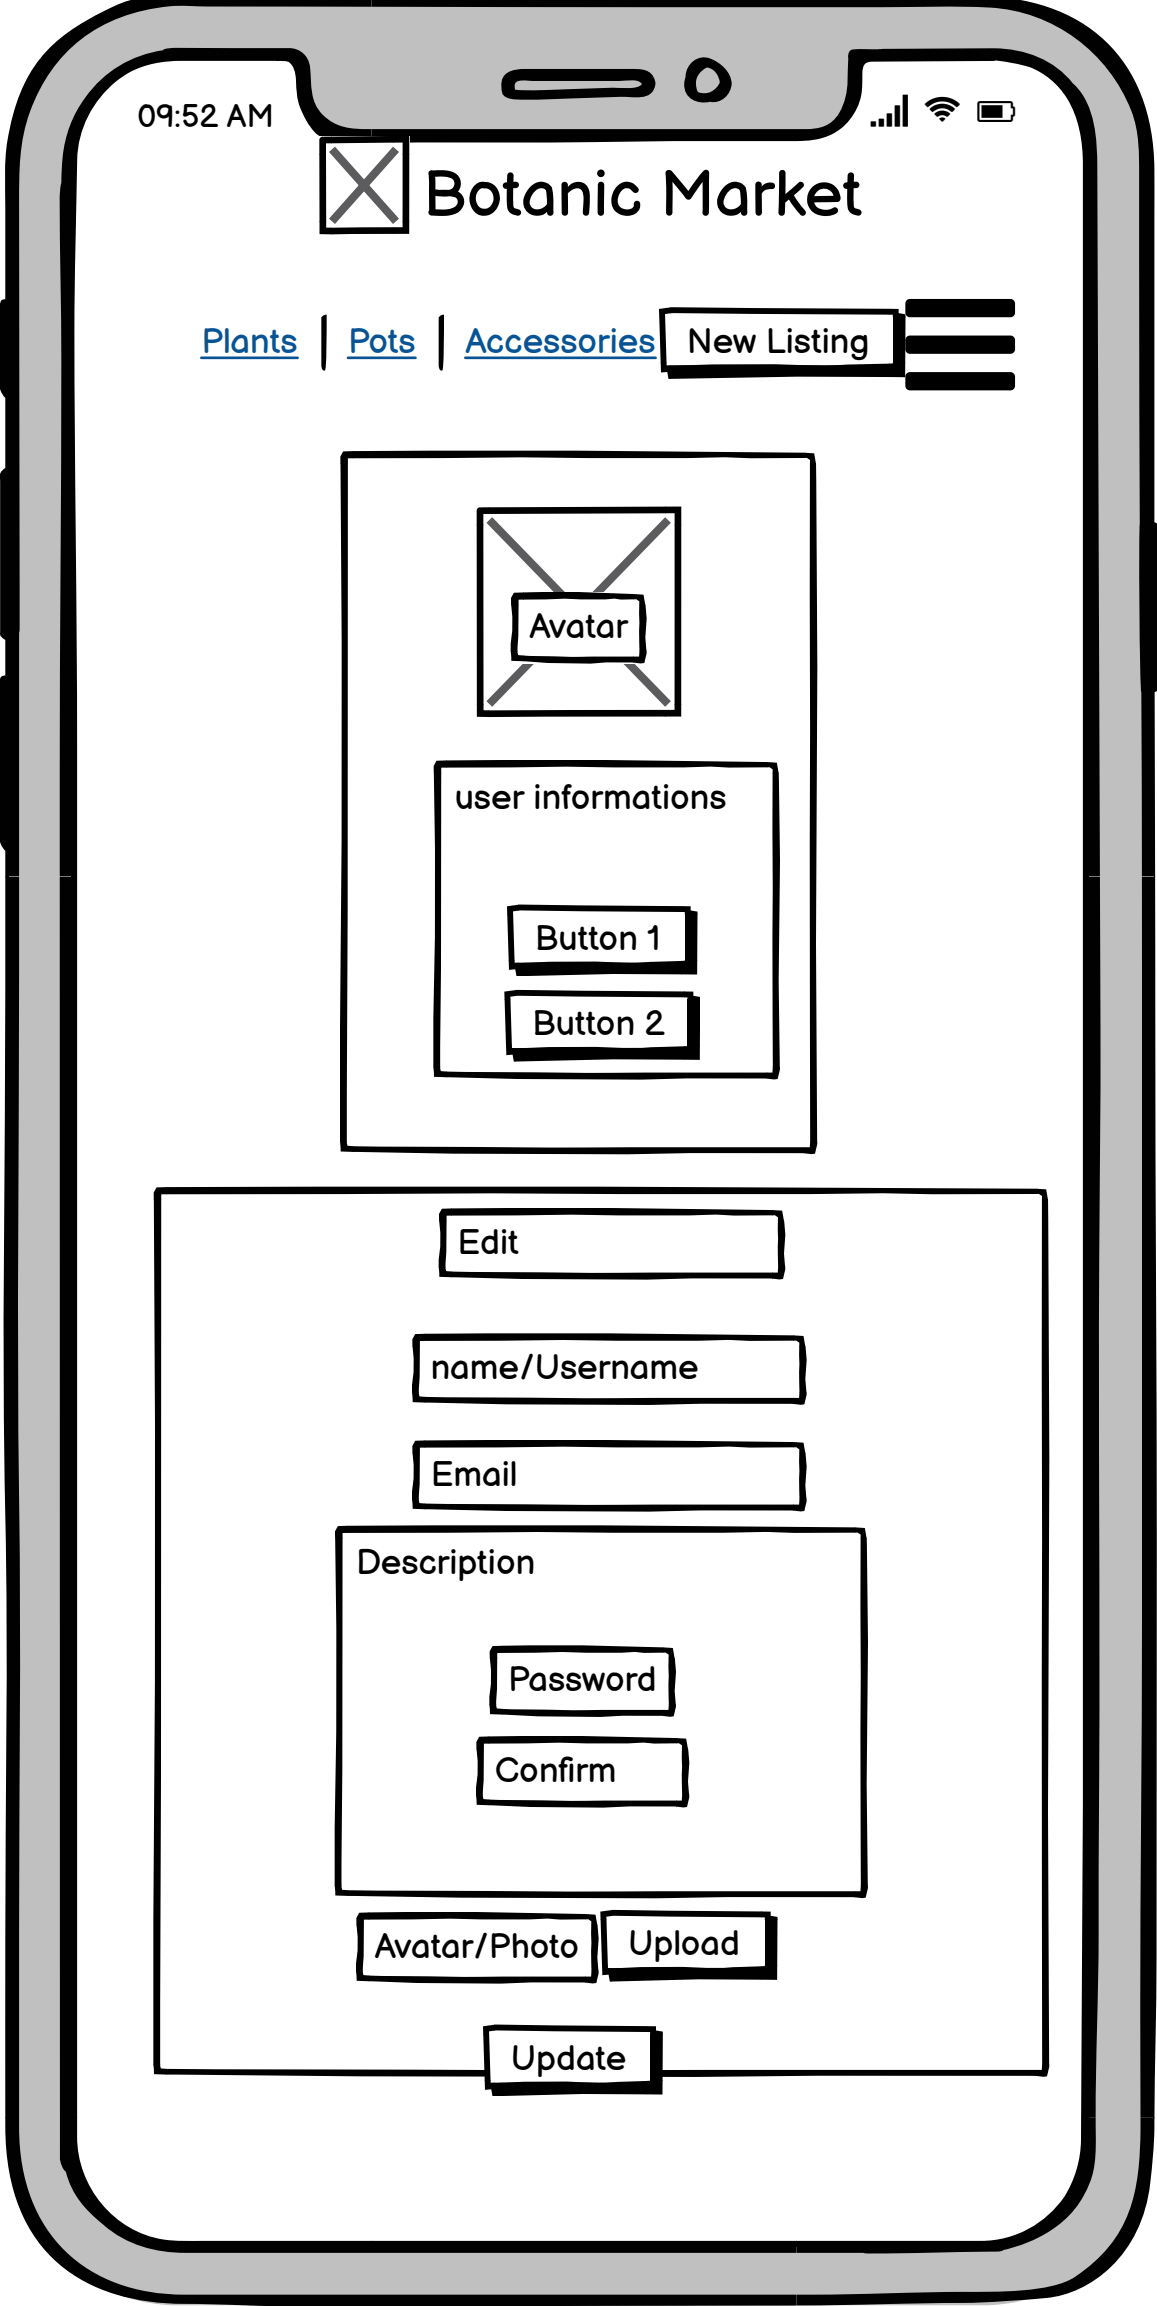 09:52 AM
Botanic Market
Plants | Pots | Accessories New Listing
Avatar
user informations
Button 1
Button 2
Edit
name/Username
Email
Description
Password
Confirm
Avatar/Photo Upload
Update